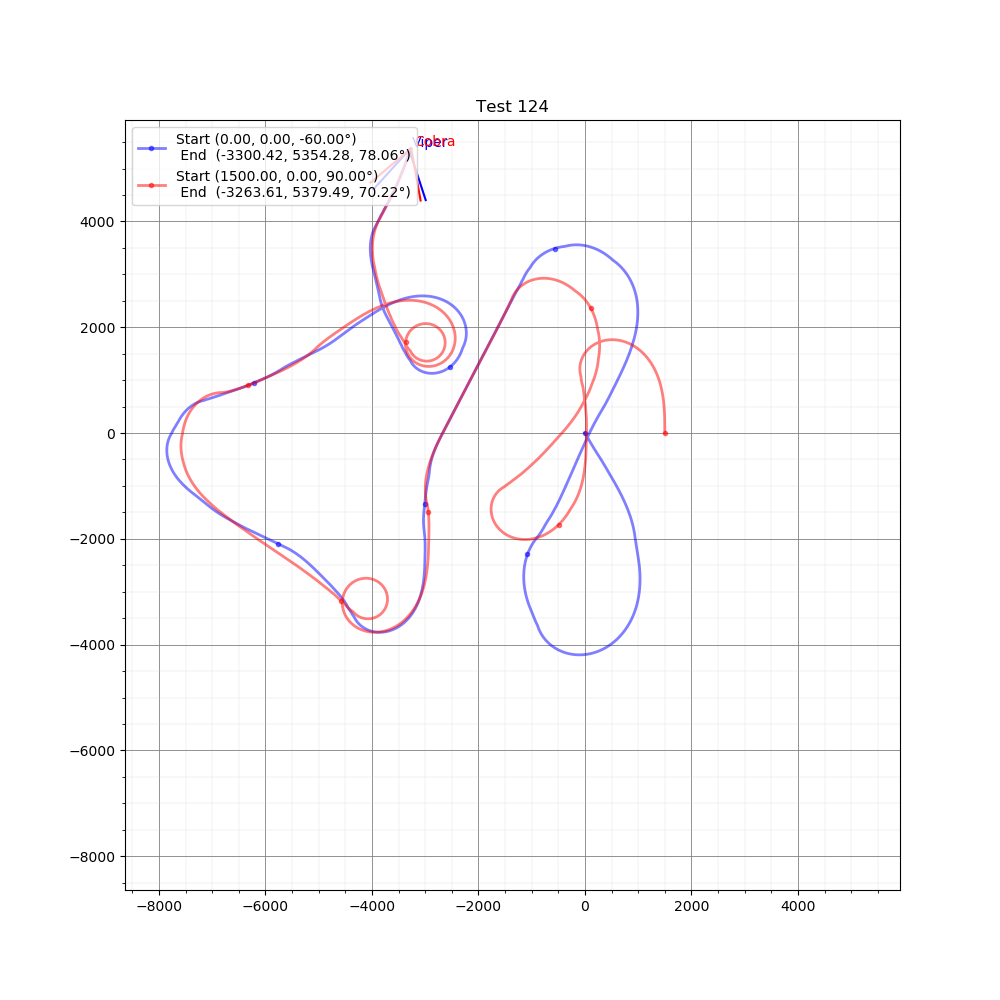 Test 124
Start (0.00, 0.00, -60.00°)
End (-3300.42, 5354.28, 78.06°)
Start (1500.00, 0.00, 90.00°)
End (-3263.61, 5379.49, 70.22°)
4000
2000
0
−2000
−4000
−6000
−8000
−8000 −6000 −4000 −2000 0 2000 4000